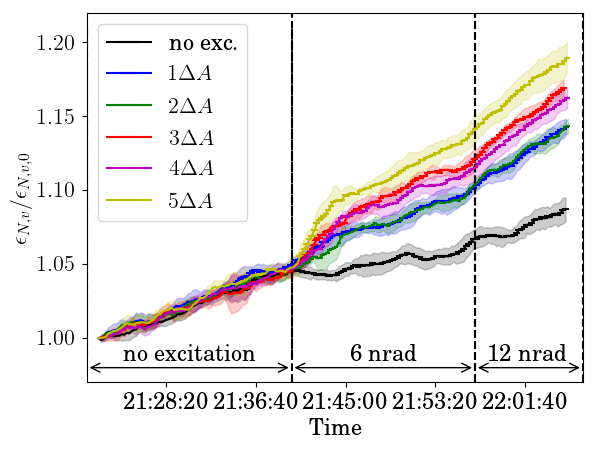 no exc.
1ΔA
2ΔA
3ΔA
4ΔA
5ΔA
1.20
1.15
1.10
1.05
1.00
ϵ_{N,v}/ϵ_{N,v,0}
no excitation 6 nrad 12 nrad
21:28:20 21:36:40 21:45:00 21:53:20 22:01:40
Time